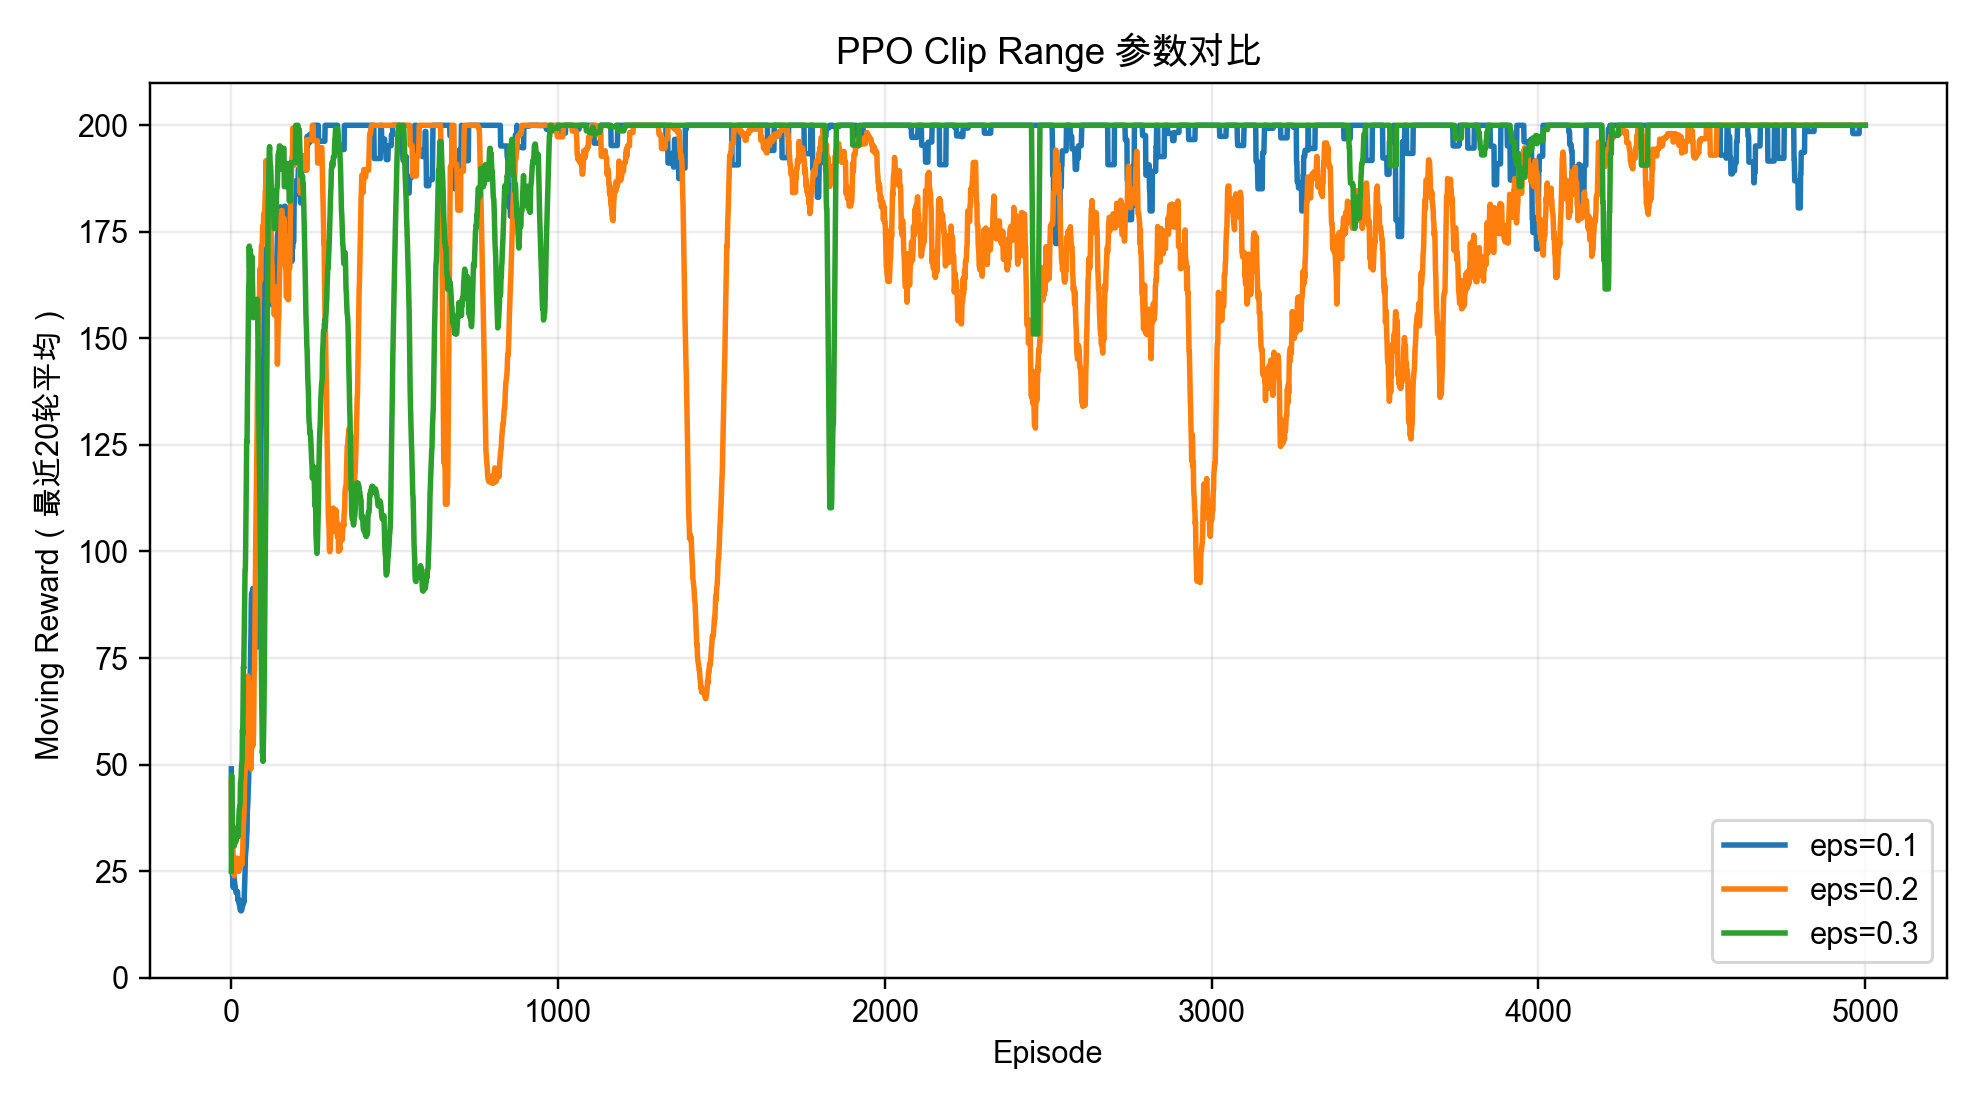 PPO Clip Range 参数对比
Moving Reward ( 最近20轮平均 )
200
175
150
125
100
75
50
25
0
0 1000 2000 3000 4000 5000
Episode
eps=0.1
eps=0.2
eps=0.3